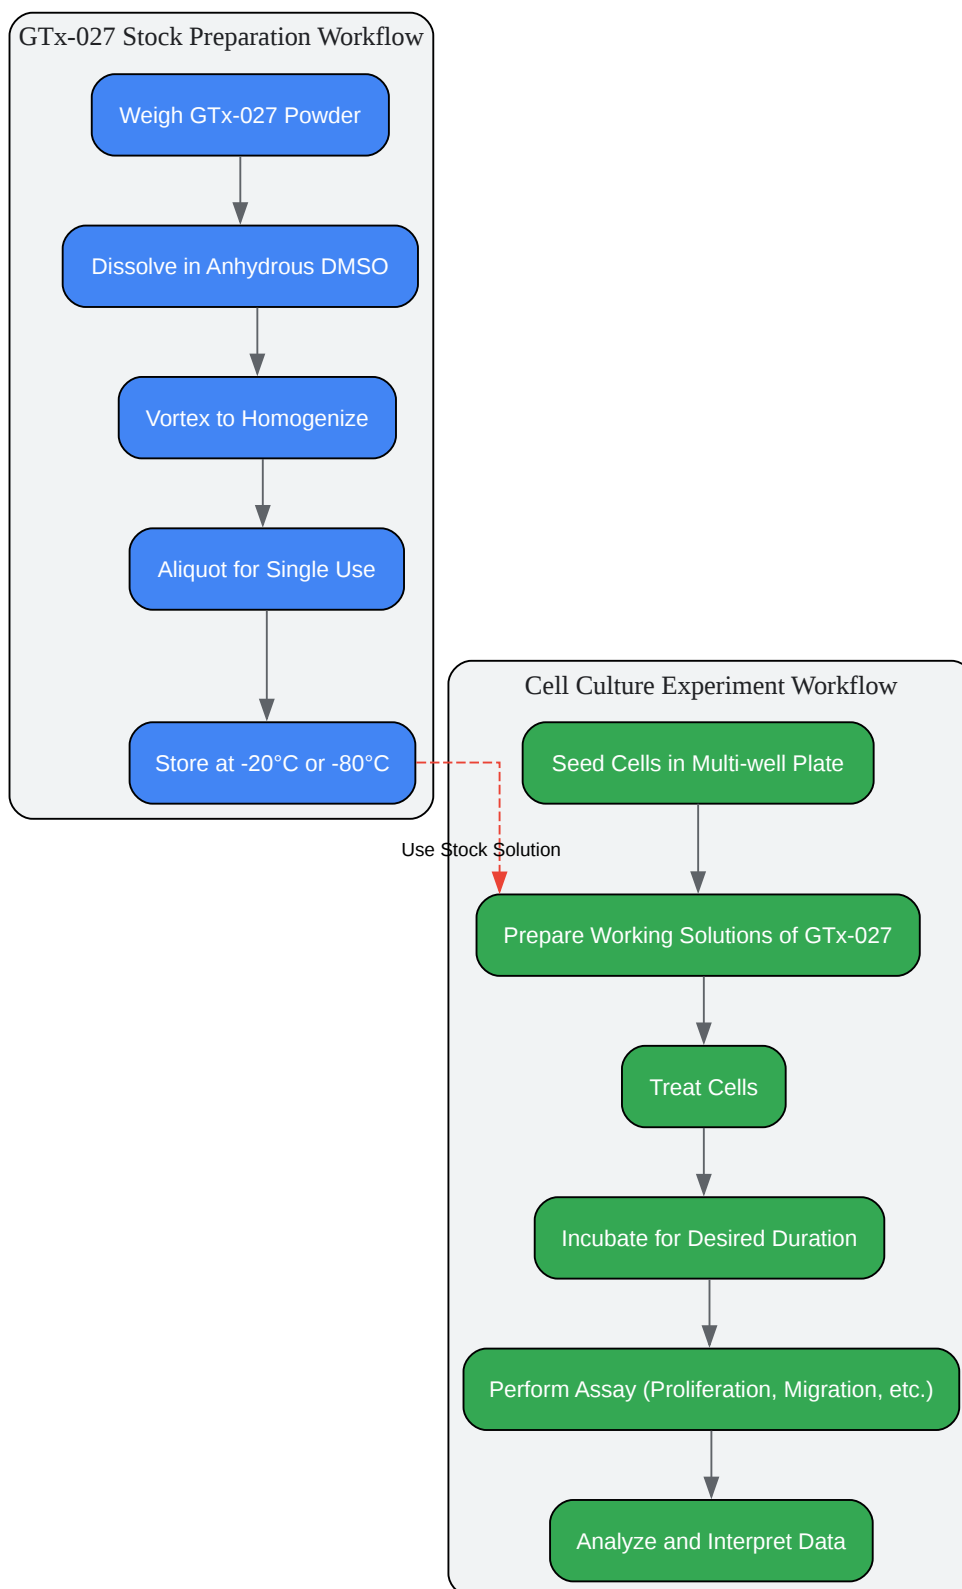 GTx-027 Stock Preparation Workflow
Weigh GTx-027 Powder
Dissolve in Anhydrous DMSO
Vortex to Homogenize
Aliquot for Single Use
Store at -20°C or -80°C
Use Stock Solution
Cell Culture Experiment Workflow
Seed Cells in Multi-well Plate
Prepare Working Solutions of GTx-027
Treat Cells
Incubate for Desired Duration
Perform Assay (Proliferation, Migration, etc.)
Analyze and Interpret Data